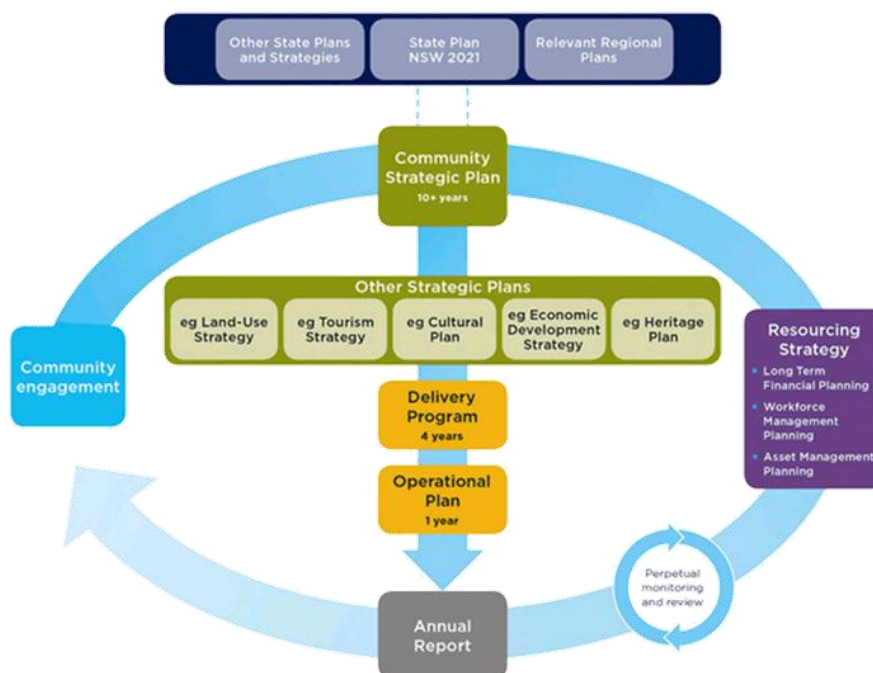 Other State Plans
and Strategies
State Plan
NSW 2021
Relevant Regional
Plans
Community
Strategic Plan
10+ years
Other Strategic Plans
eg Land-Use
Strategy
eg Tourism
Strategy
eg Cultural
Plan
eg Economic
Development
Strategy
eg Heritage
Plan
Community
engagement
Resourcing
Strategy
• Long Term
Financial Planning
• Workforce
Management
Planning
• Asset Management
Planning
Delivery
Program
4 years
Operational
Plan
1 year
Perpetual
monitoring
and review
Annual
Report